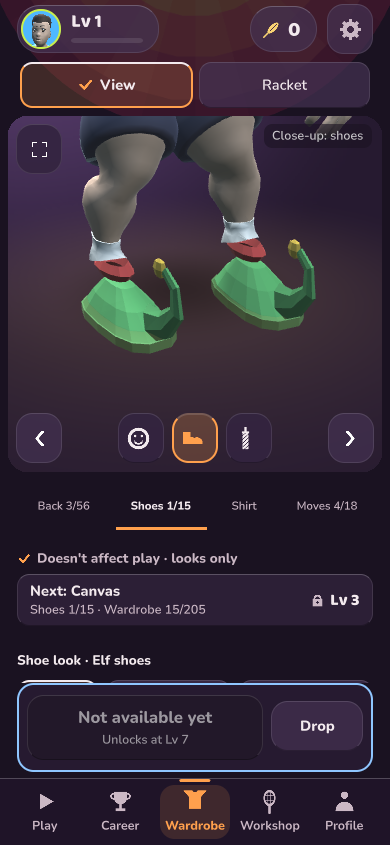 Lv 1
0
View
Racket
Close-up: shoes
Back 3/56
Shoes 1/15
Shirt
Moves 4/18
Doesn't affect play · looks only
Next: Canvas
Shoes 1/15 · Wardrobe 15/205
Lv 3
Shoe look · Elf shoes
Not available yet
Unlocks at Lv 7
Drop
Play
Career
Wardrobe
Workshop
Profile